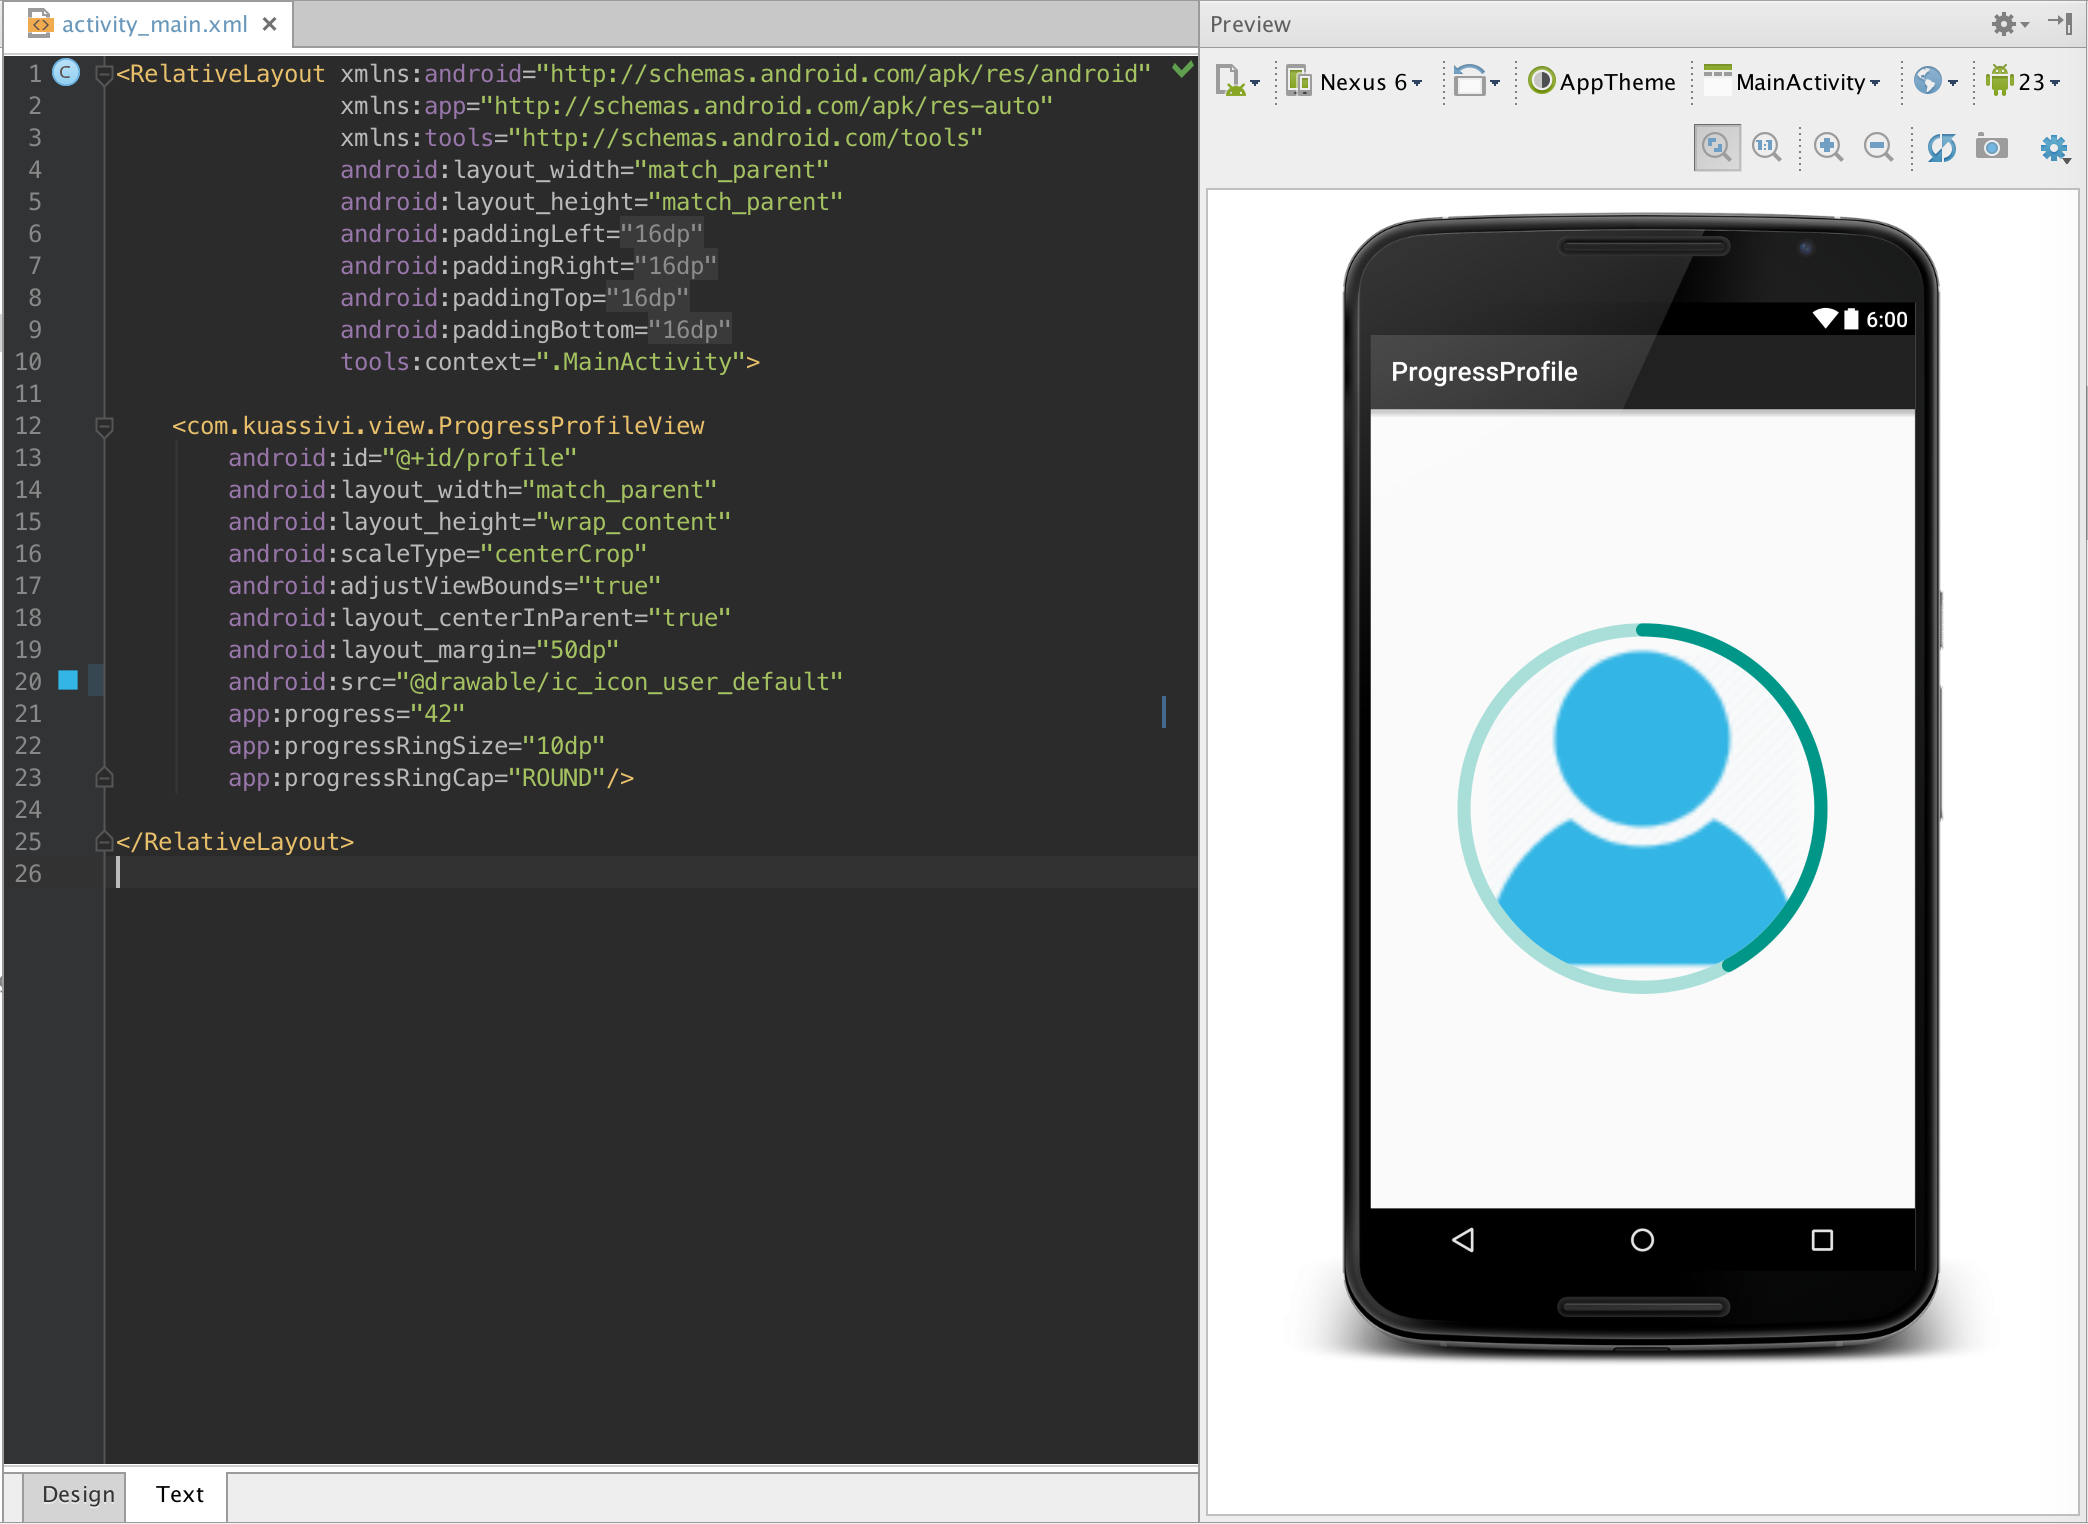 activity_main.xml
Preview
Nexus 6
AppTheme
MainActivity
23
1:1
1 C <RelativeLayout xmlns:android="http://schemas.android.com/apk/res/android"
2 xmlns:app="http://schemas.android.com/apk/res-auto"
3 xmlns:tools="http://schemas.android.com/tools"
4 android:layout_width="match_parent"
5 android:layout_height="match_parent"
6 android:paddingLeft="16dp"
7 android:paddingRight="16dp"
8 android:paddingTop="16dp"
9 android:paddingBottom="16dp"
10 tools:context=".MainActivity">
11
12 <com.kuassivi.view.ProgressProfileView
13 android:id="@+id/profile"
14 android:layout_width="match_parent"
15 android:layout_height="wrap_content"
16 android:scaleType="centerCrop"
17 android:adjustViewBounds="true"
18 android:layout_centerInParent="true"
19 android:layout_margin="50dp"
20 android:src="@drawable/ic_icon_user_default"
21 app:progress="42"
22 app:progressRingSize="10dp"
23 app:progressRingCap="ROUND"/>
24
25 </RelativeLayout>
26
6:00
ProgressProfile
Design
Text